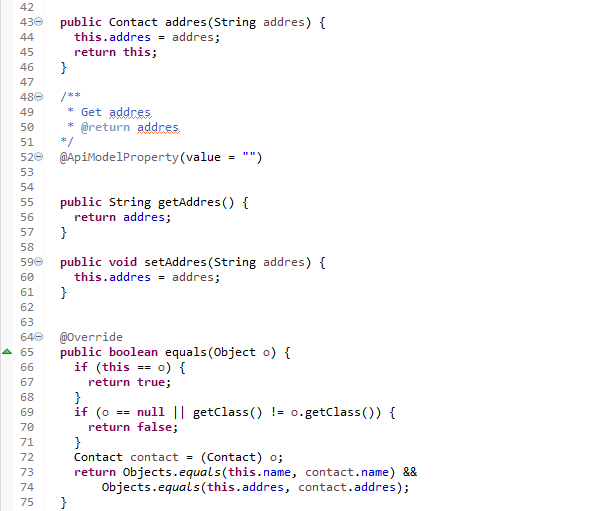 42
43 public Contact addres(String addres) {
44 this.addres = addres;
45 return this;
46 }
47
48 /**
49 * Get addres
50 * @return addres
51 */
52 @ApiModelProperty(value = "")
53
54
55 public String getAddres() {
56 return addres;
57 }
58
59 public void setAddres(String addres) {
60 this.addres = addres;
61 }
62
63
64 @Override
65 public boolean equals(Object o) {
66 if (this == o) {
67 return true;
68 }
69 if (o == null || getClass() != o.getClass()) {
70 return false;
71 }
72 Contact contact = (Contact) o;
73 return Objects.equals(this.name, contact.name) &&
74 Objects.equals(this.addres, contact.addres);
75 }